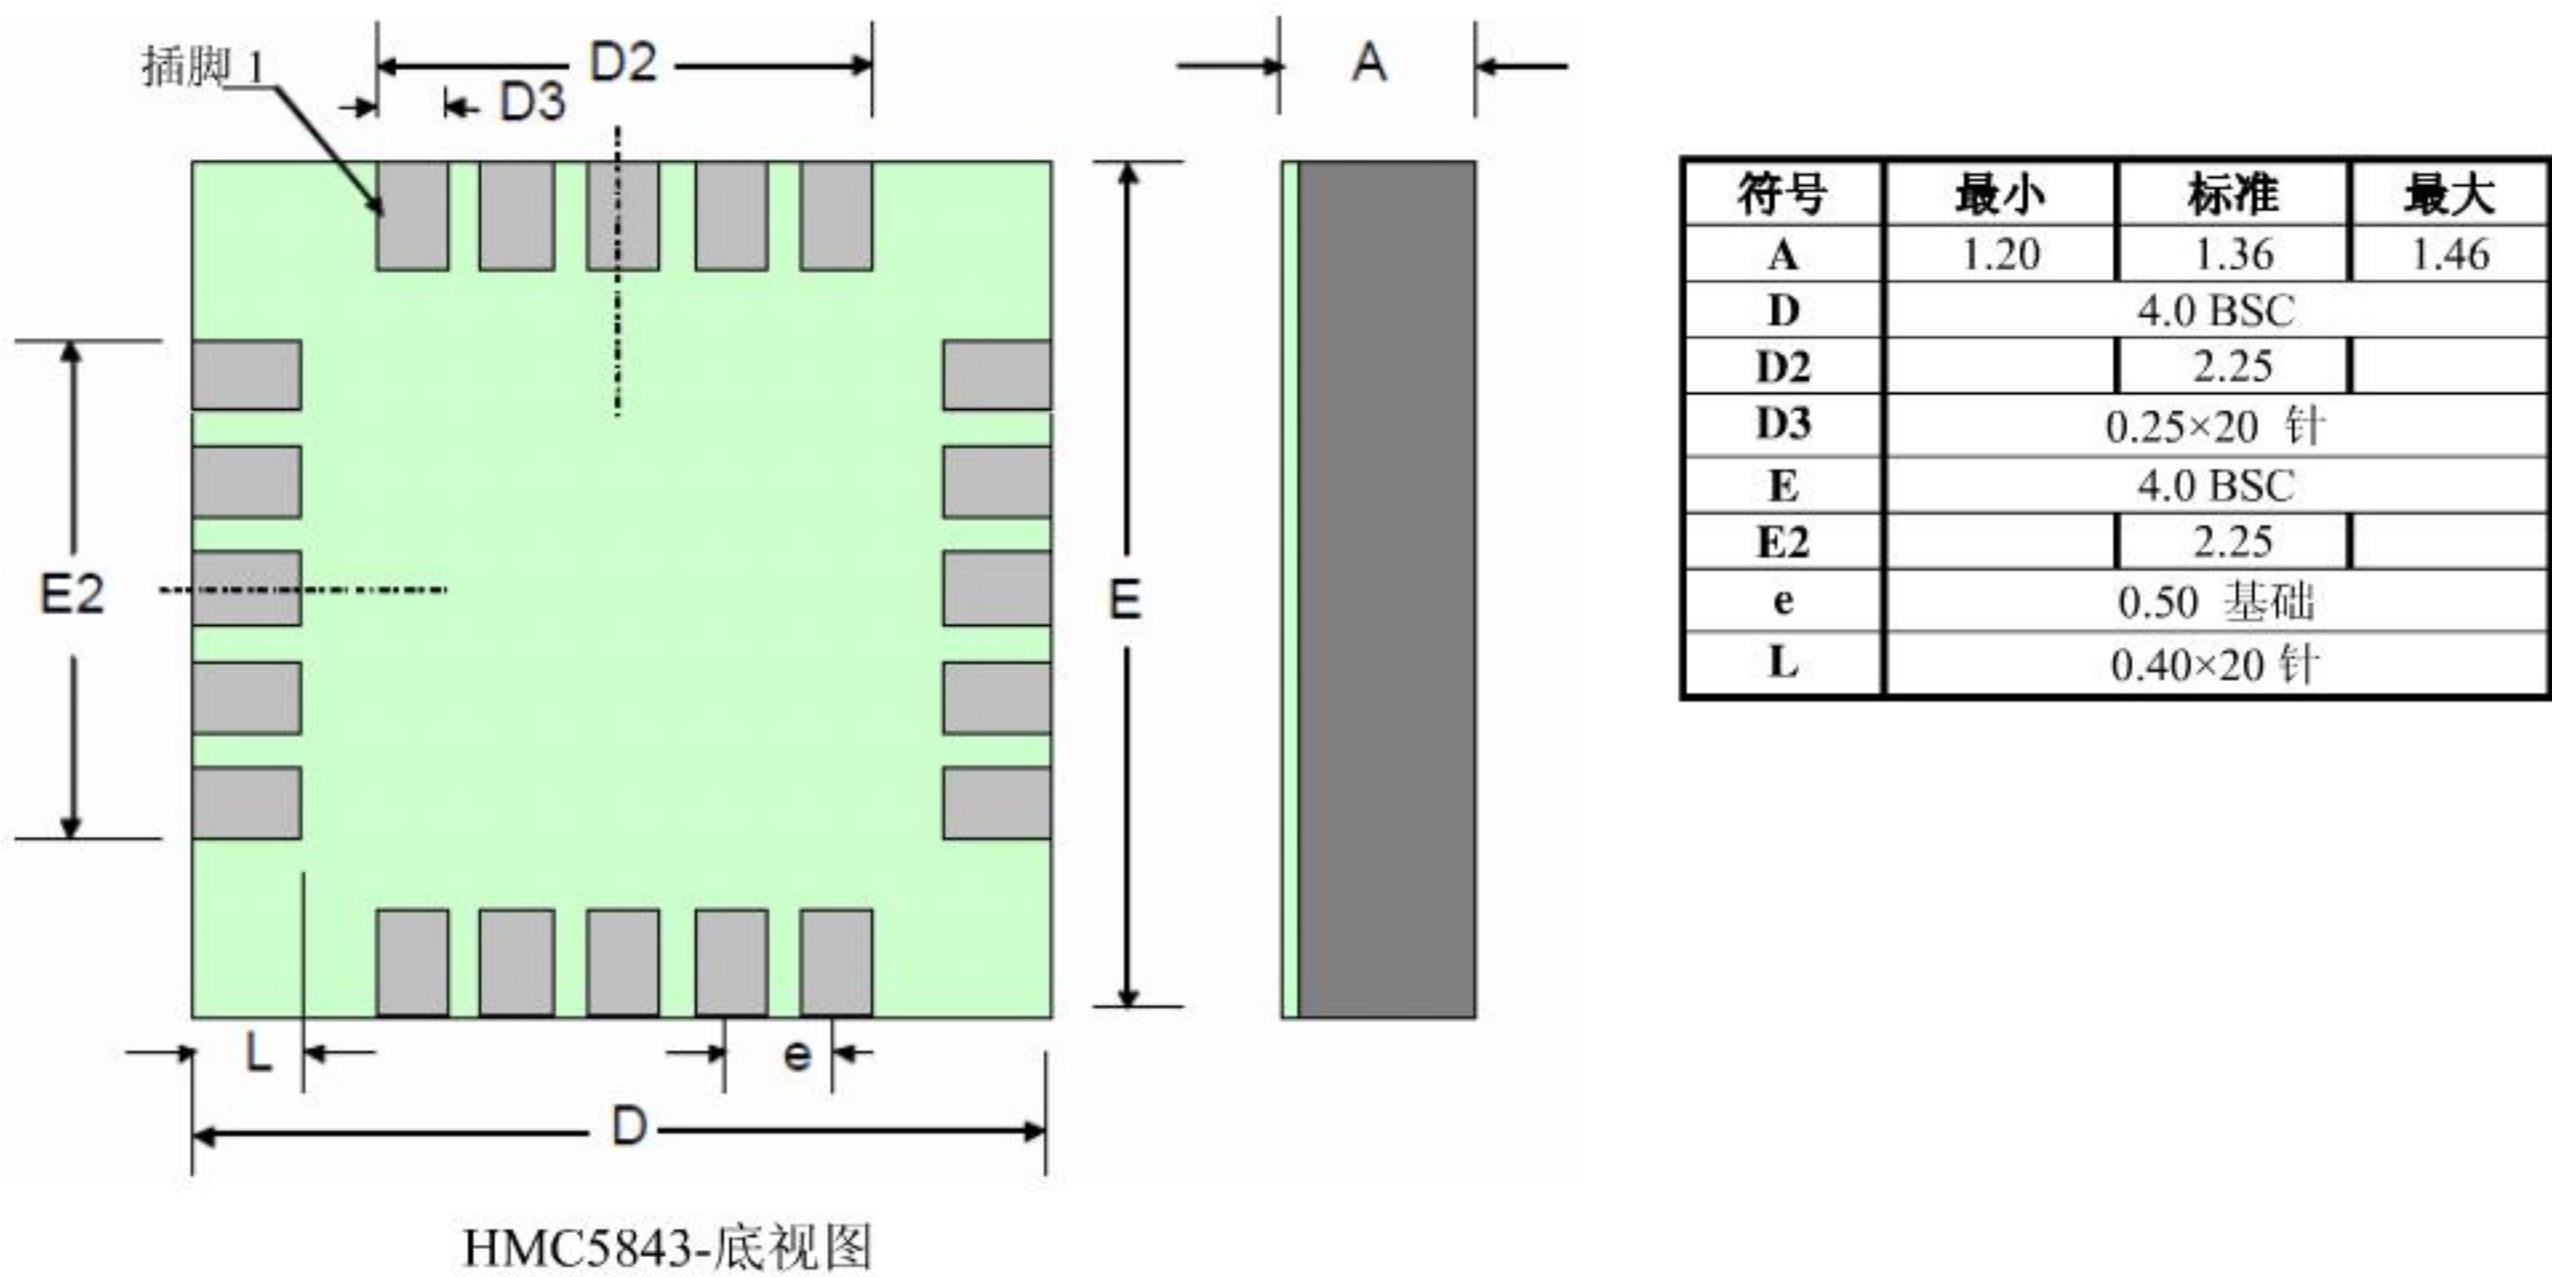 插脚 1
D2
D3
A
E2
E
L
e
D
HMC5843-底视图
符号 最小 标准 最大
A 1.20 1.36 1.46
D 4.0 BSC
D2 2.25
D3 0.25×20 针
E 4.0 BSC
E2 2.25
e 0.50 基础
L 0.40×20 针